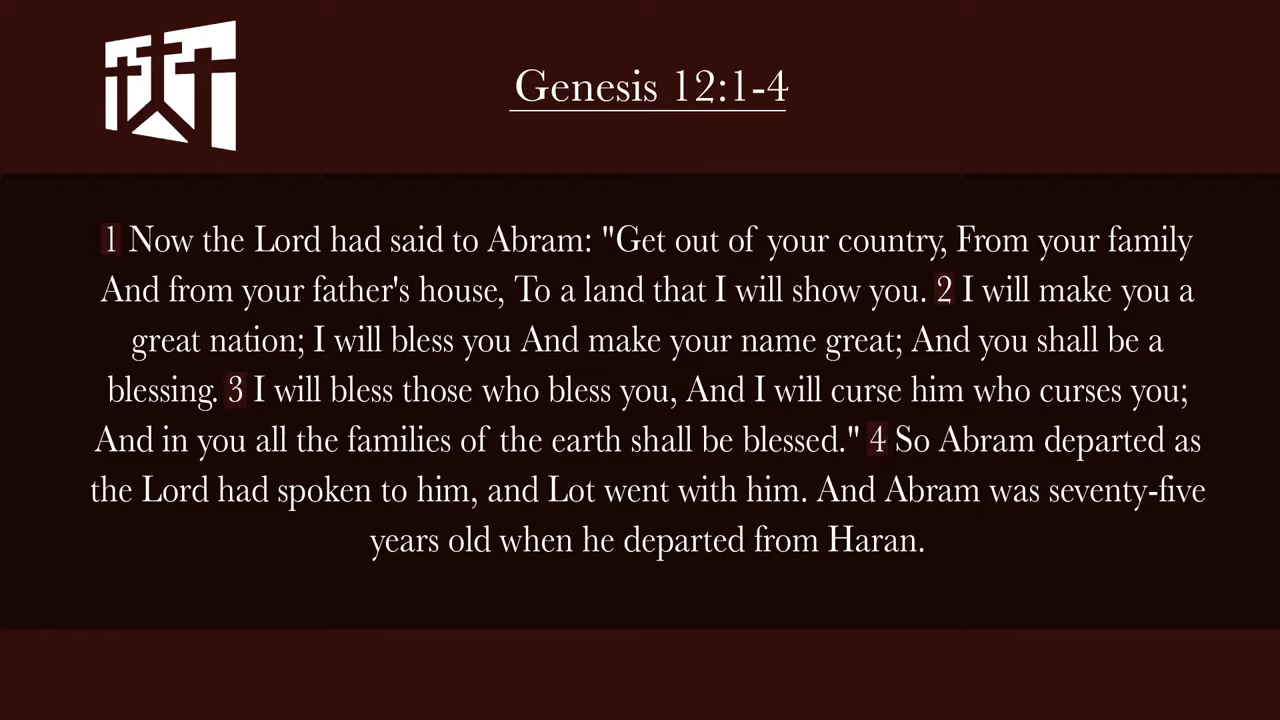 Genesis 12:1-4
1 Now the Lord had said to Abram: "Get out of your country, From your family
And from your father's house, To a land that I will show you. 2 I will make you a
great nation; I will bless you And make your name great; And you shall be a
blessing. 3 I will bless those who bless you, And I will curse him who curses you;
And in you all the families of the earth shall be blessed." 4 So Abram departed as
the Lord had spoken to him, and Lot went with him. And Abram was seventy-five
years old when he departed from Haran.